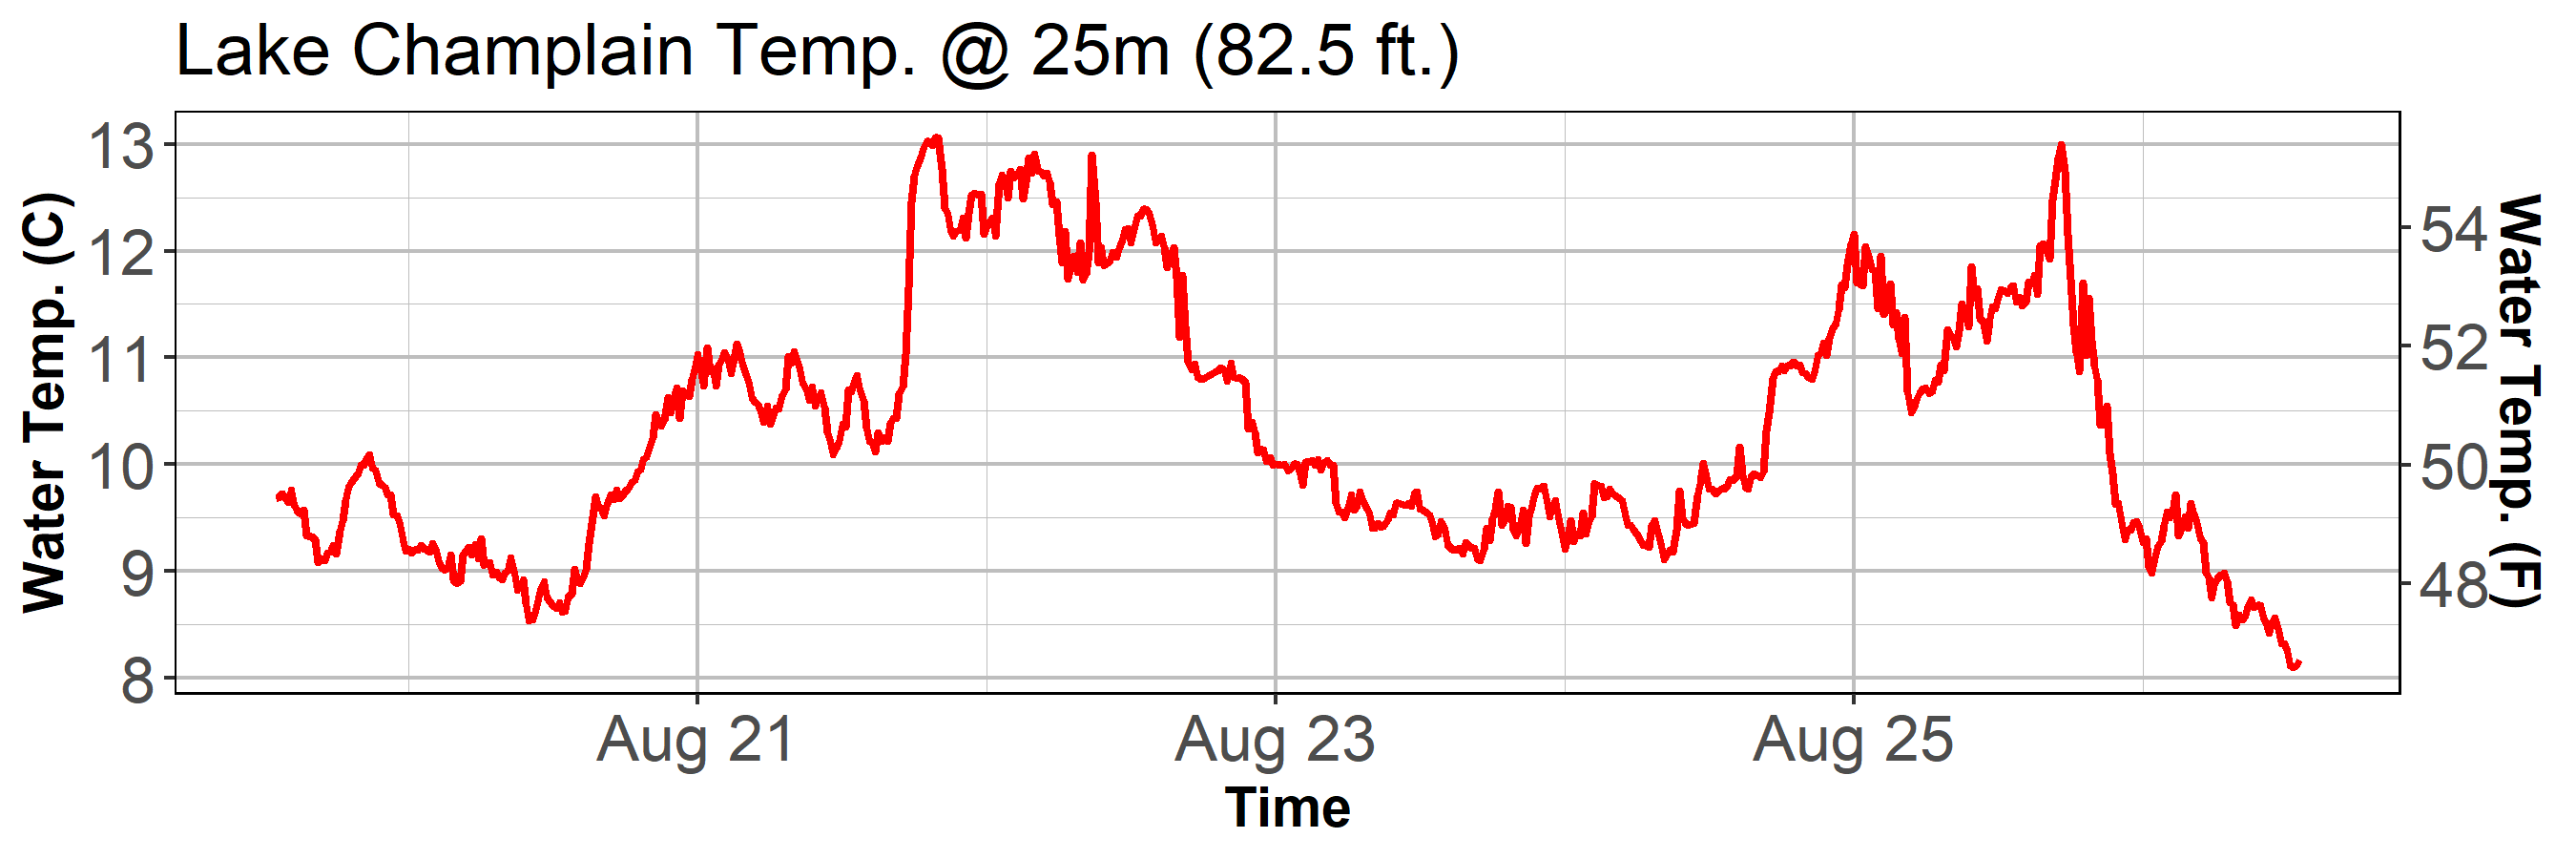 Lake Champlain Temp. @ 25m (82.5 ft.)
Water Temp. (C)
13
12
11
10
9
8
54
52
50
48
Water Temp. (F)
Aug 21 Aug 23 Aug 25
Time